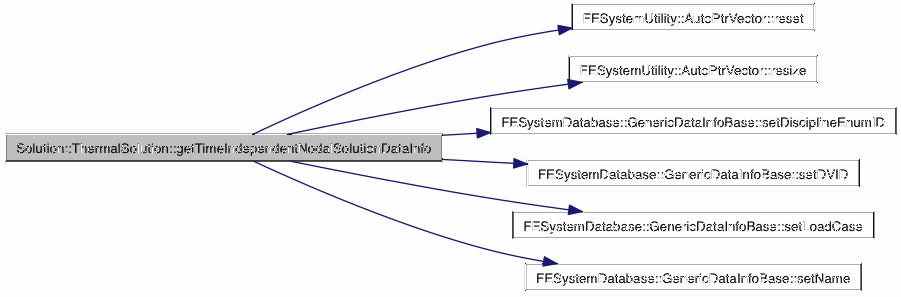 FESystemUtility::AutoPtrVector::reset
FESystemUtility::AutoPtrVector::resize
FESystemDatabase::GenericDataInfoBase::setDisciplineEnumID
Solution::ThermalSolution::getTimeIndependentNodalSolutionDataInfo
FESystemDatabase::GenericDataInfoBase::setDVID
FESystemDatabase::GenericDataInfoBase::setLoadCase
FESystemDatabase::GenericDataInfoBase::setName